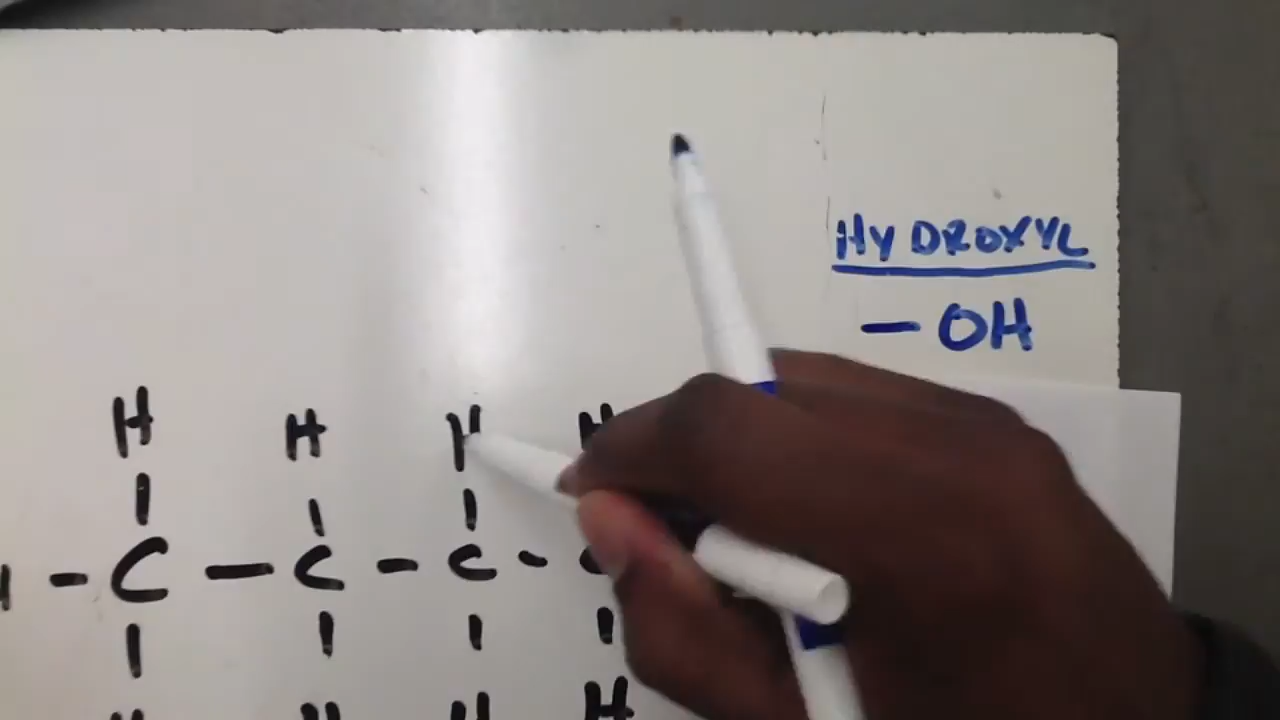 HYDROXYL
– OH
H H H H
- C - C - C - C
H